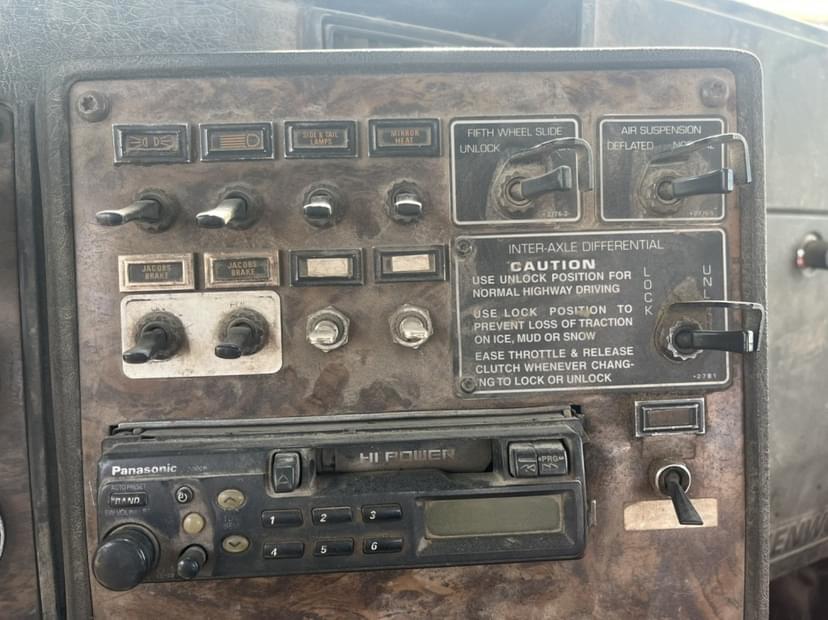 SIDE & TAIL
LAMPS
MIRROR
HEAT
FIFTH WHEEL SLIDE
UNLOCK
AIR SUSPENSION
DEFLATED
JACOBS
BRAKE
JACOBS
BRAKE
INTER-AXLE DIFFERENTIAL
CAUTION
USE UNLOCK POSITION FOR
NORMAL HIGHWAY DRIVING
USE LOCK POSITION TO
PREVENT LOSS OF TRACTION
ON ICE, MUD OR SNOW
EASE THROTTLE & RELEASE
CLUTCH WHENEVER CHANG-
ING TO LOCK OR UNLOCK
LOCK
Panasonic
HI POWER
PRG
AUTO PRESET
BAND
1 2 3
4 5 6